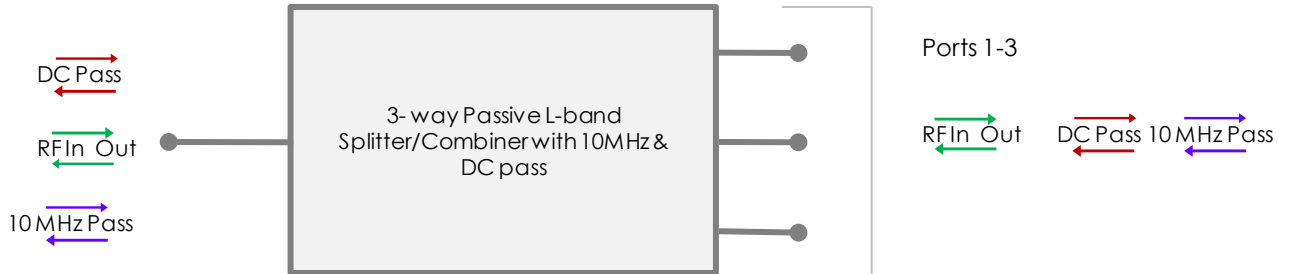 DC Pass
RF In Out
10 MHz Pass
3- way Passive L-band
Splitter/Combiner with 10MHz &
DC pass
Ports 1-3
RF In Out DC Pass 10 MHz Pass